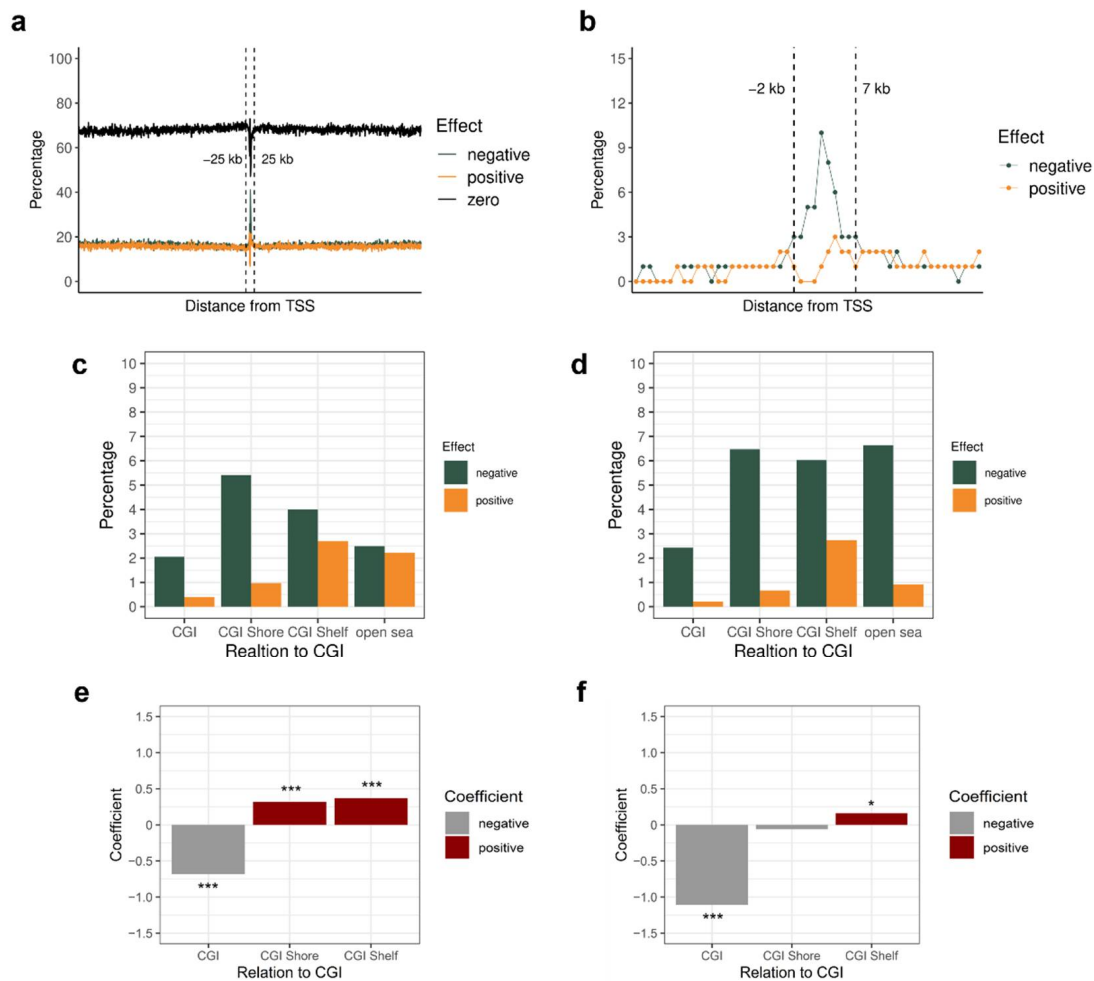 a
100
80
60
40
20
0
Percentage
−25 kb
25 kb
Distance from TSS
Effect
negative
positive
zero
b
15
12
9
6
3
0
Percentage
−2 kb
7 kb
Distance from TSS
Effect
negative
positive
c
10
9
8
7
6
5
4
3
2
1
0
Percentage
CGI
CGI Shore
CGI Shelf
open sea
Realtion to CGI
Effect
negative
positive
d
10
9
8
7
6
5
4
3
2
1
0
Percentage
CGI
CGI Shore
CGI Shelf
open sea
Realtion to CGI
Effect
negative
positive
e
1.5
1.0
0.5
0
−0.5
−1.0
−1.5
Coefficient
***
***
***
CGI
CGI Shore
CGI Shelf
Relation to CGI
Coefficient
negative
positive
f
1.5
1.0
0.5
0
−0.5
−1.0
−1.5
Coefficient
***
*
CGI
CGI Shore
CGI Shelf
Relation to CGI
Coefficient
negative
positive